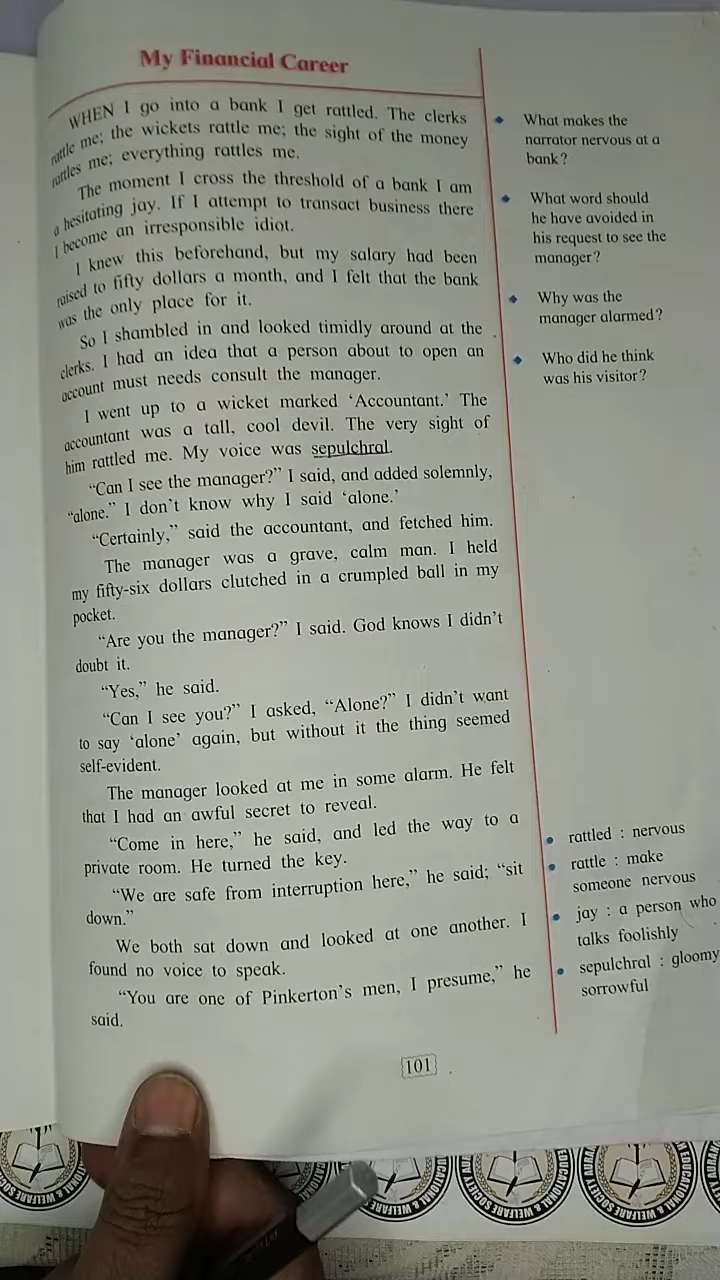 My Financial Career
WHEN I go into a bank I get rattled. The clerks
rattle me; the wickets rattle me; the sight of the money
rattles me; everything rattles me.
The moment I cross the threshold of a bank I am
a hesitating jay. If I attempt to transact business there
I become an irresponsible idiot.
I knew this beforehand, but my salary had been
raised to fifty dollars a month, and I felt that the bank
was the only place for it.
So I shambled in and looked timidly around at the
clerks. I had an idea that a person about to open an
account must needs consult the manager.
I went up to a wicket marked ‘Accountant.’ The
accountant was a tall, cool devil. The very sight of
him rattled me. My voice was sepulchral.
“Can I see the manager?” I said, and added solemnly,
“alone.” I don’t know why I said ‘alone.’
“Certainly,” said the accountant, and fetched him.
The manager was a grave, calm man. I held
my fifty-six dollars clutched in a crumpled ball in my
pocket.
“Are you the manager?” I said. God knows I didn’t
doubt it.
“Yes,” he said.
“Can I see you?” I asked, “Alone?” I didn’t want
to say ‘alone’ again, but without it the thing seemed
self-evident.
The manager looked at me in some alarm. He felt
that I had an awful secret to reveal.
“Come in here,” he said, and led the way to a
private room. He turned the key.
“We are safe from interruption here,” he said; “sit
down.”
We both sat down and looked at one another. I
found no voice to speak.
“You are one of Pinkerton’s men, I presume,” he
said.
What makes the
narrator nervous at a
bank?
What word should
he have avoided in
his request to see the
manager?
Why was the
manager alarmed?
Who did he think
was his visitor?
rattled : nervous
rattle : make
someone nervous
jay : a person who
talks foolishly
sepulchral : gloomy
sorrowful
101
EDUCATIONAL & WELFARE SOCIETY